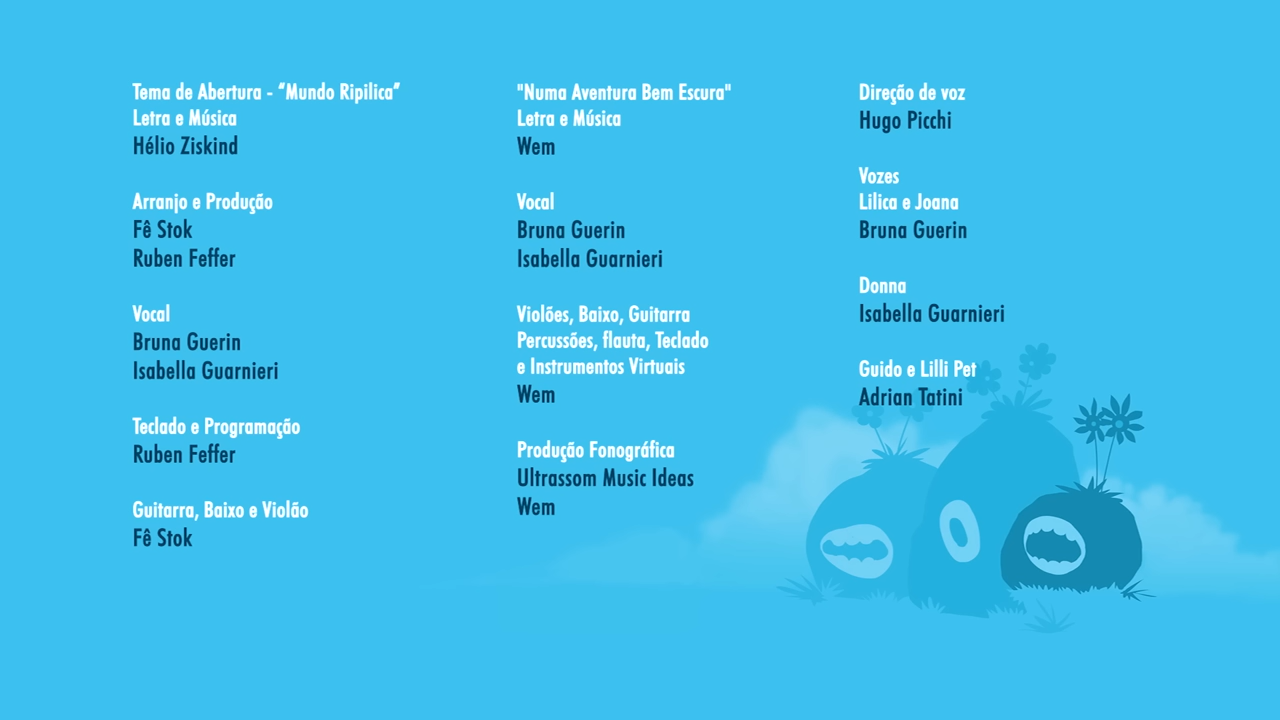 Tema de Abertura - “Mundo Ripilica”
Letra e Música
Hélio Ziskind
Arranjo e Produção
Fê Stok
Ruben Feffer
Vocal
Bruna Guerin
Isabella Guarnieri
Teclado e Programação
Ruben Feffer
Guitarra, Baixo e Violão
Fê Stok
"Numa Aventura Bem Escura"
Letra e Música
Wem
Vocal
Bruna Guerin
Isabella Guarnieri
Violões, Baixo, Guitarra
Percussões, flauta, Teclado
e Instrumentos Virtuais
Wem
Produção Fonográfica
Ultrassom Music Ideas
Wem
Direção de voz
Hugo Picchi
Vozes
Lilica e Joana
Bruna Guerin
Donna
Isabella Guarnieri
Guido e Lilli Pet
Adrian Tatini